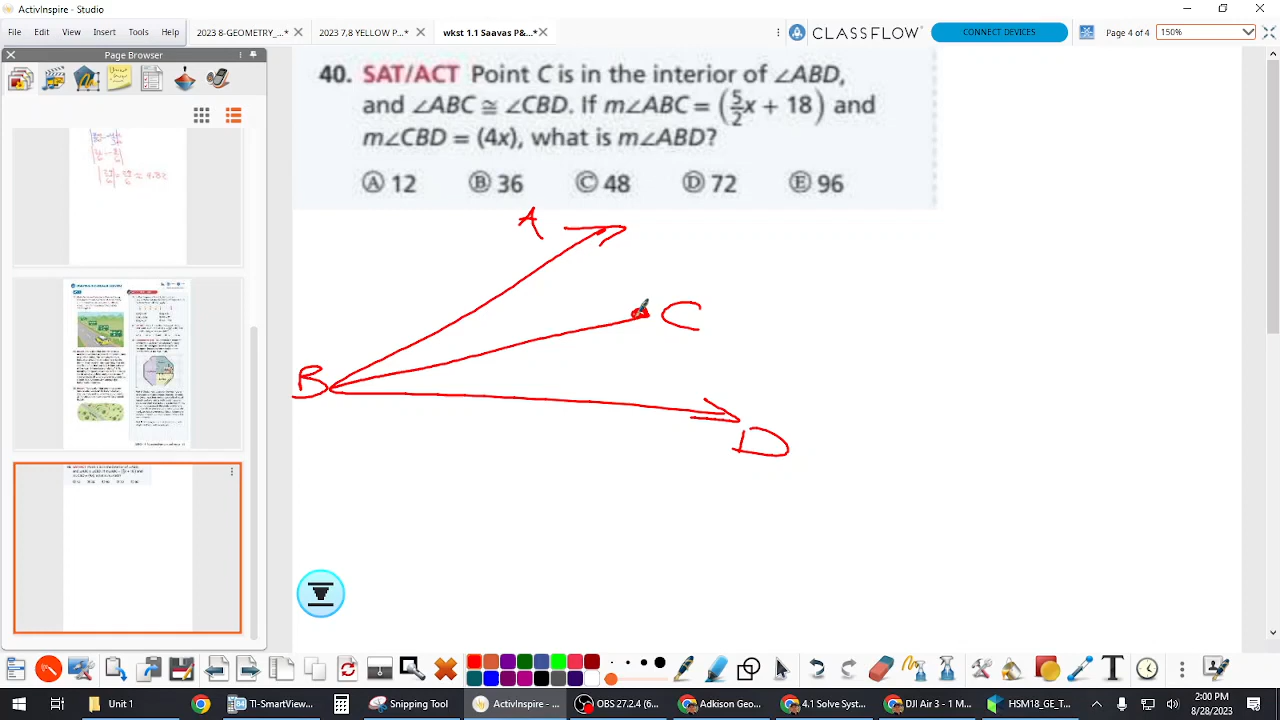 ActivInspire - Studio
File Edit View Insert Tools Help
2023 8-GEOMETRY_...*
2023 7,8 YELLOW P...*
wkst 1.1 Saavas P&...*
CLASSFLOW
CONNECT DEVICES
Page 4 of 4
150%
Page Browser
40. SAT/ACT Point C is in the interior of ∠ABD,
and ∠ABC ≅ ∠CBD. If m∠ABC = (5/2x + 18) and
m∠CBD = (4x), what is m∠ABD?
Ⓐ 12 Ⓑ 36 Ⓒ 48 Ⓓ 72 Ⓔ 96
A
C
B
D
Unit 1
TI-SmartView...
Snipping Tool
ActivInspire - ...
OBS 27.2.4 (6...
Adkison Geo...
4.1 Solve Syst...
DJI Air 3 - 1 M...
HSM18_GE_T...
2:00 PM
8/28/2023